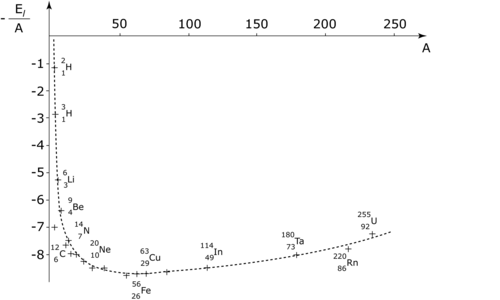 - E_l / A
50 100 150 200 250
A
-1
-2
-3
-4
-5
-6
-7
-8
2 1 H
3 1 H
6 3 Li
9 4 Be
14 7 N
12 6 C
20 10 Ne
56 26 Fe
63 29 Cu
114 49 In
180 73 Ta
220 86 Rn
255 92 U